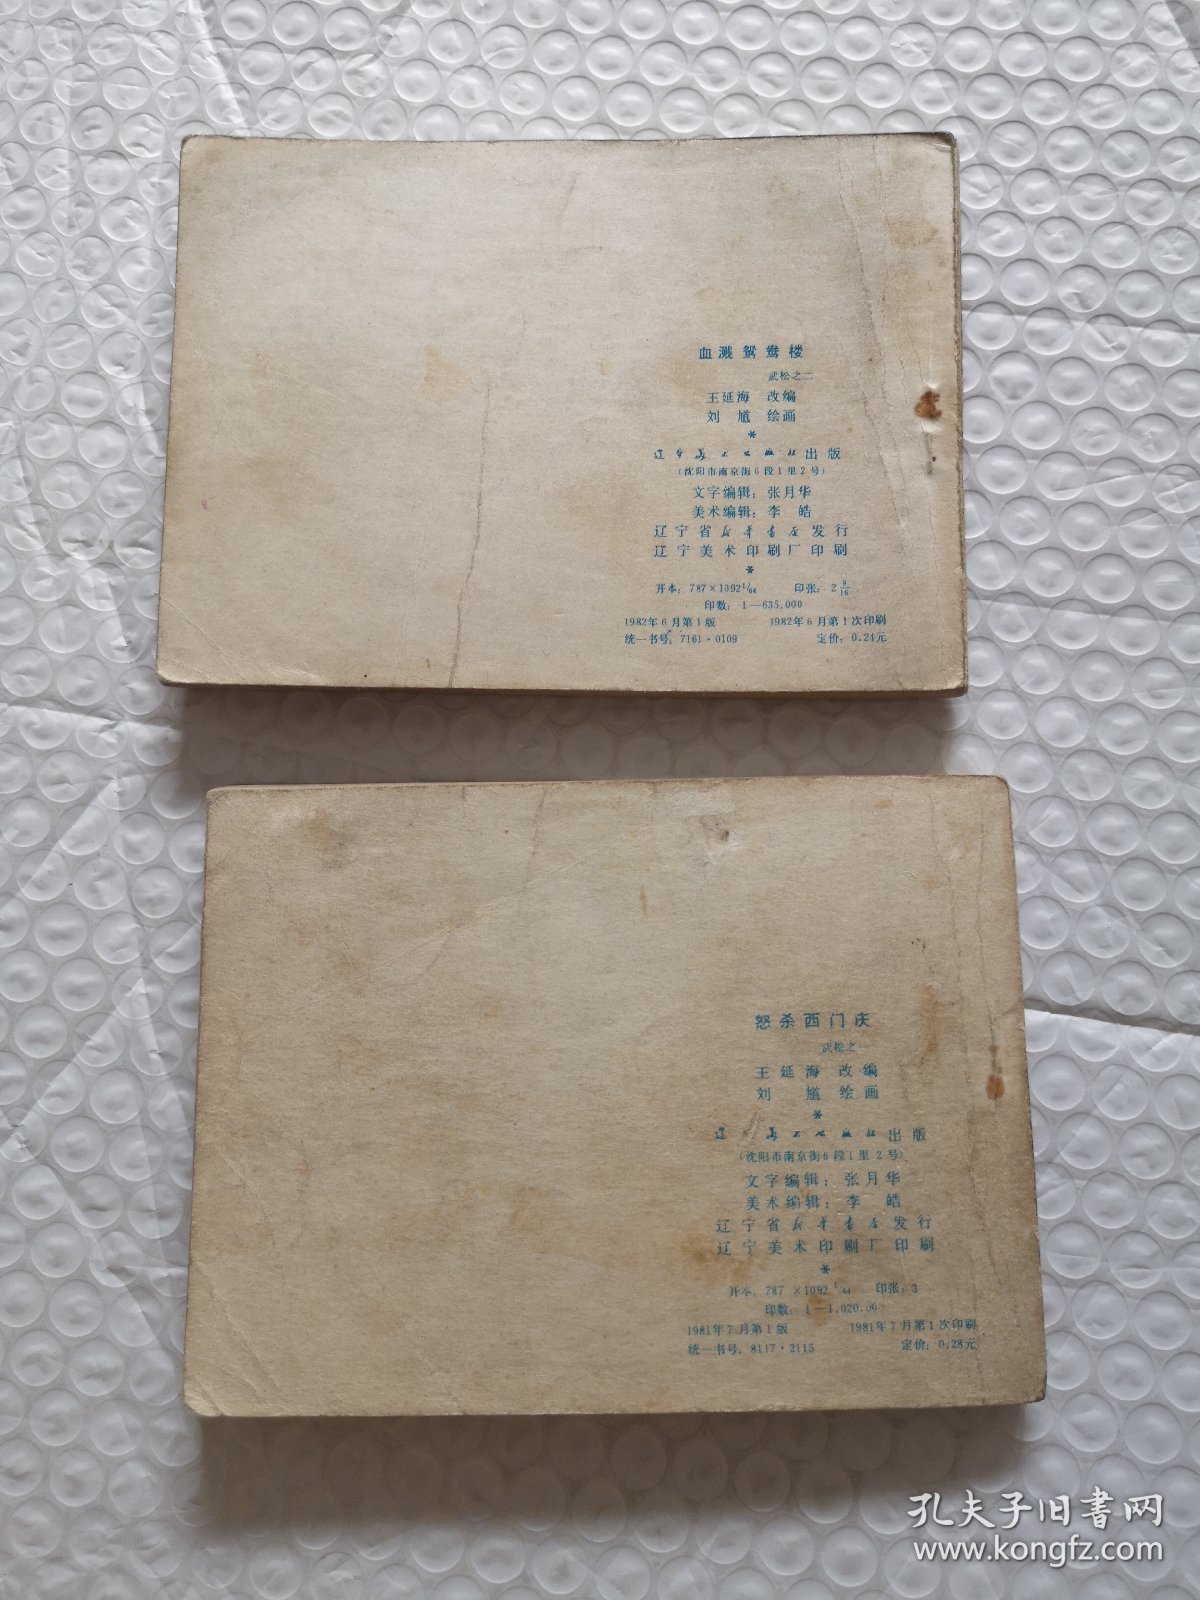 血溅鸳鸯楼
武松之二
王延海 改编
刘 旭 绘画
*
辽宁美术出版社出版
(沈阳市南京街6段1里2号)
文字编辑：张月华
美术编辑：李 皓
辽宁省新华书店发行
辽宁美术印刷厂印刷
*
开本：787×1092 1/64 印张：2 9/16
印数：1—635,000
1982年6月第1版 1982年6月第1次印刷
统一书号：7161·0109 定价：0.24元
怒杀西门庆
武松之一
王延海 改编
刘 绘画
*
辽宁美术出版社出版
(沈阳市南京街6段1里2号)
文字编辑：张月华
美术编辑：李 皓
辽宁省新华书店发行
辽宁美术印刷厂印刷
*
开本：787×1092 1/64 印张：3
印数：1—1,020,000
1981年7月第1版 1981年7月第1次印刷
统一书号：8117·2115 定价：0.28元
孔夫子旧书网
www.kongfz.com